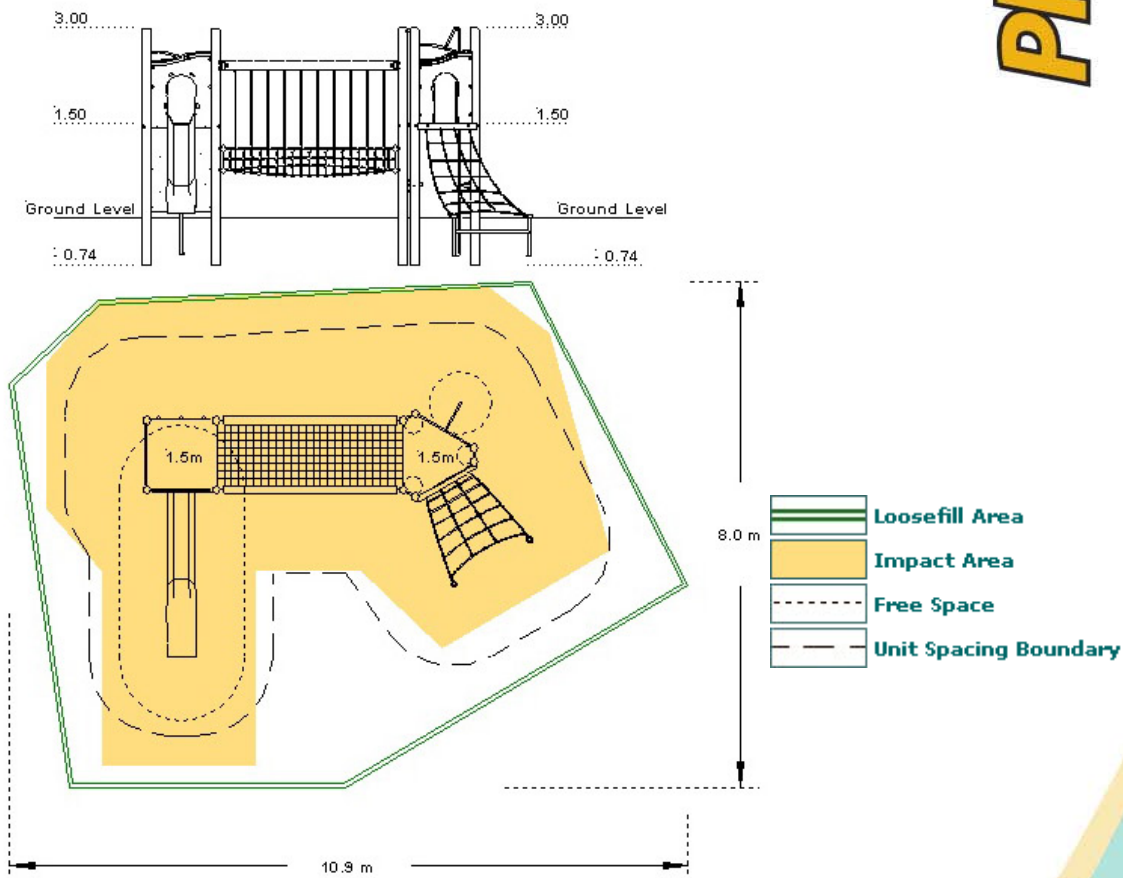 3.00
3.00
1.50
1.50
Ground Level
Ground Level
- 0.74
- 0.74
1.5m
1.5m
8.0 m
Loosefill Area
Impact Area
Free Space
Unit Spacing Boundary
10.9 m